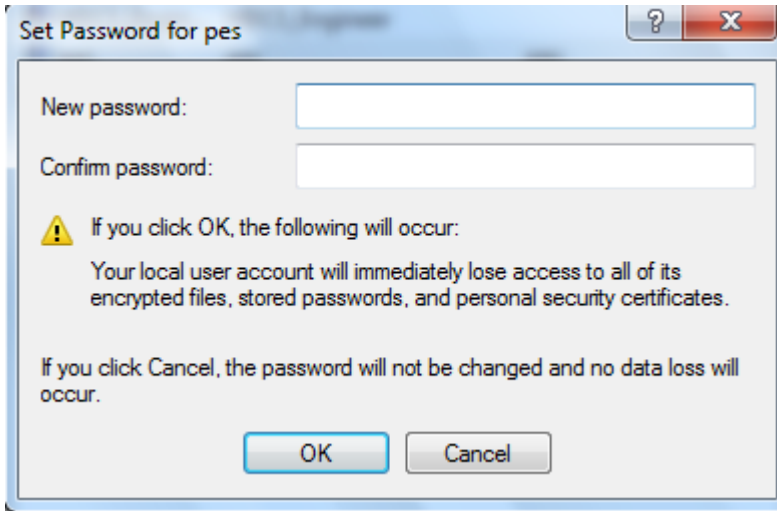 Set Password for pes
New password:
Confirm password:
If you click OK, the following will occur:
Your local user account will immediately lose access to all of its
encrypted files, stored passwords, and personal security certificates.
If you click Cancel, the password will not be changed and no data loss will
occur.
OK
Cancel